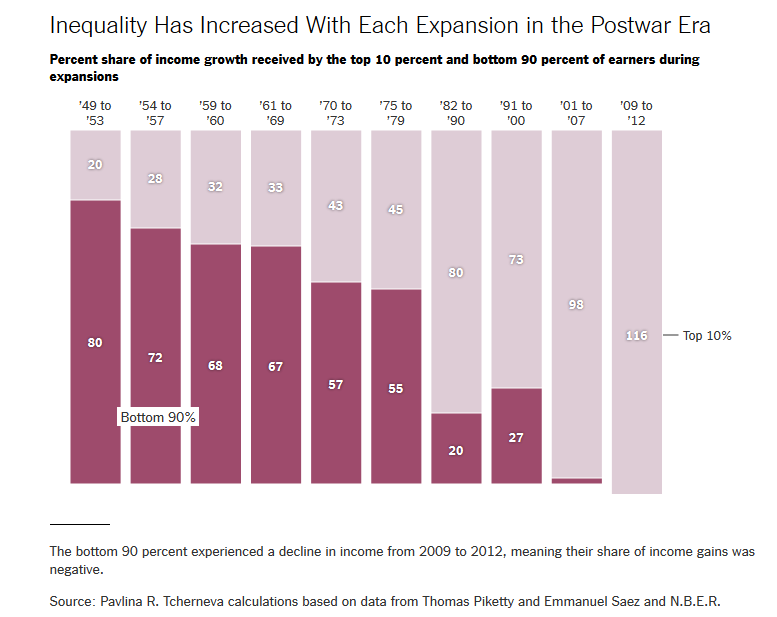 Inequality Has Increased With Each Expansion in the Postwar Era
Percent share of income growth received by the top 10 percent and bottom 90 percent of earners during
expansions
’49 to ’54 to ’59 to ’61 to ’70 to ’75 to ’82 to ’91 to ’01 to ’09 to
’53 ’57 ’60 ’69 ’73 ’79 ’90 ’00 ’07 ’12
20 28 32 33 43 45 80 73 98 116 Top 10%
80 72 68 67 57 55 20 27
Bottom 90%
The bottom 90 percent experienced a decline in income from 2009 to 2012, meaning their share of income gains was
negative.
Source: Pavlina R. Tcherneva calculations based on data from Thomas Piketty and Emmanuel Saez and N.B.E.R.